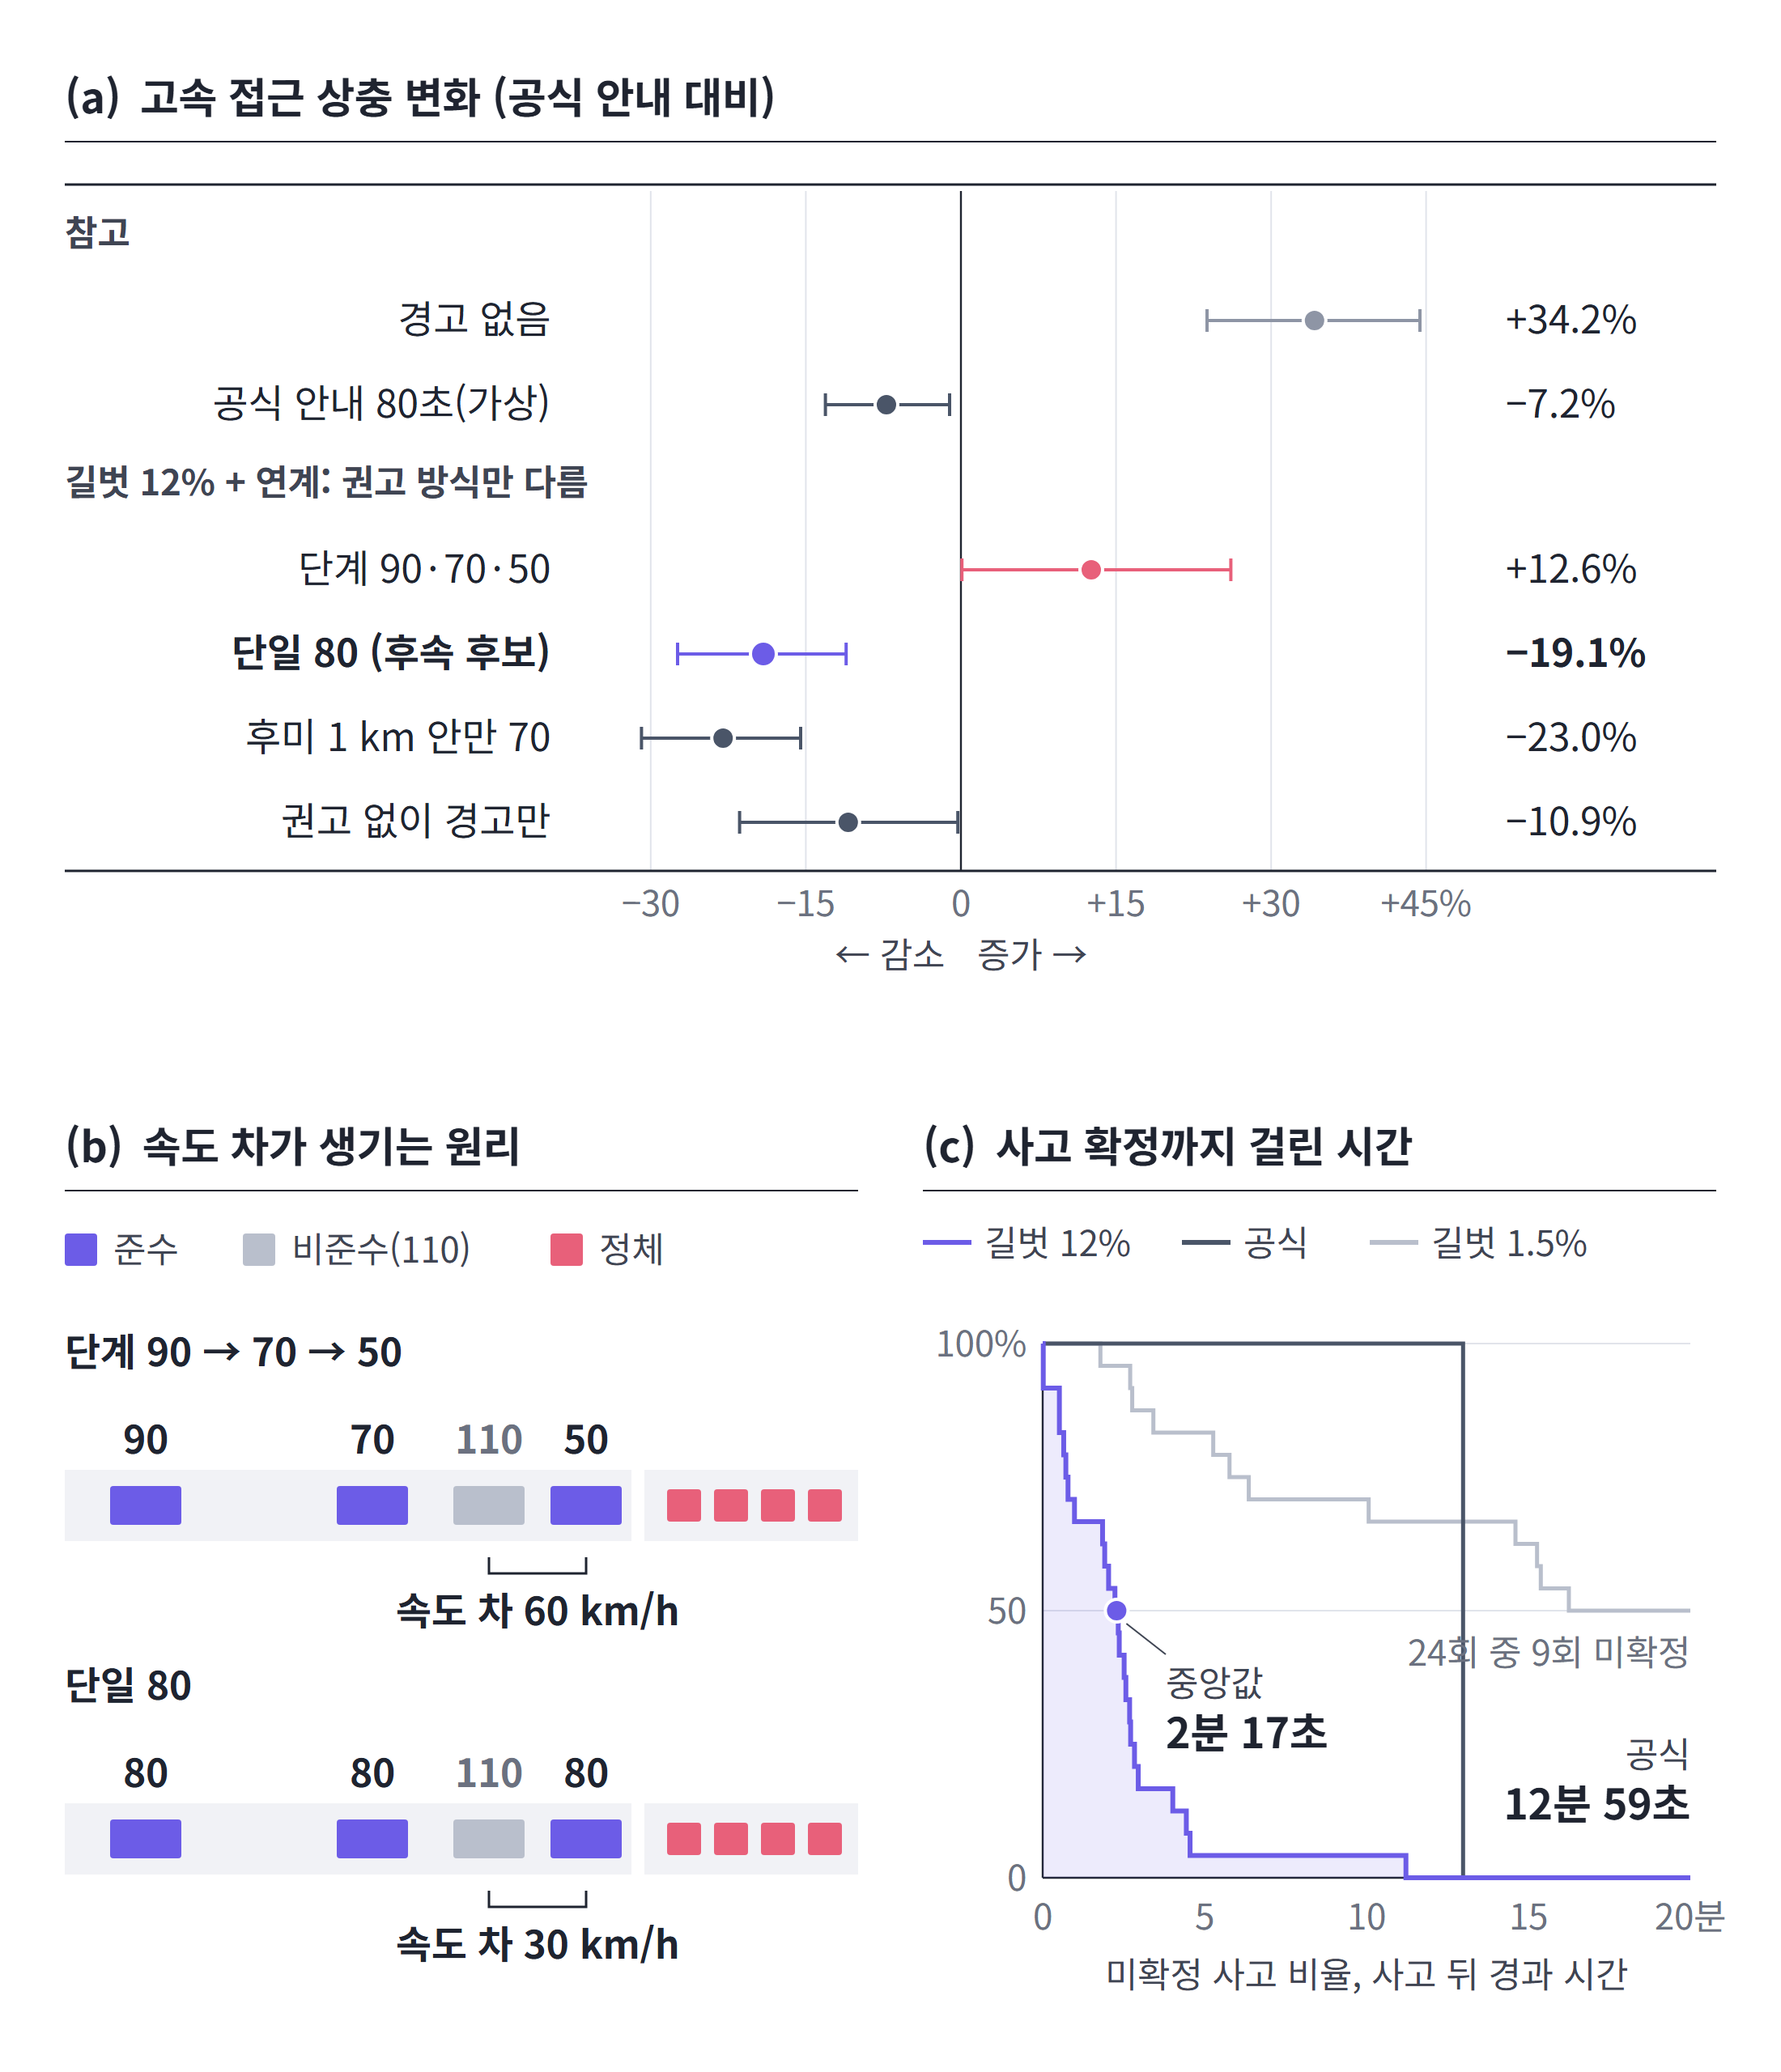 (a) 고속 접근 상충 변화 (공식 안내 대비)
참고
경고 없음 +34.2%
공식 안내 80초(가상) −7.2%
길벗 12% + 연계: 권고 방식만 다름
단계 90·70·50 +12.6%
단일 80 (후속 후보) −19.1%
후미 1 km 안만 70 −23.0%
권고 없이 경고만 −10.9%
−30 −15 0 +15 +30 +45%
← 감소 증가 →
(b) 속도 차가 생기는 원리
준수 비준수(110) 정체
단계 90 → 70 → 50
90 70 110 50
속도 차 60 km/h
단일 80
80 80 110 80
속도 차 30 km/h
(c) 사고 확정까지 걸린 시간
길벗 12% 공식 길벗 1.5%
100%
50
24회 중 9회 미확정
중앙값
2분 17초
공식
12분 59초
0
0 5 10 15 20분
미확정 사고 비율, 사고 뒤 경과 시간